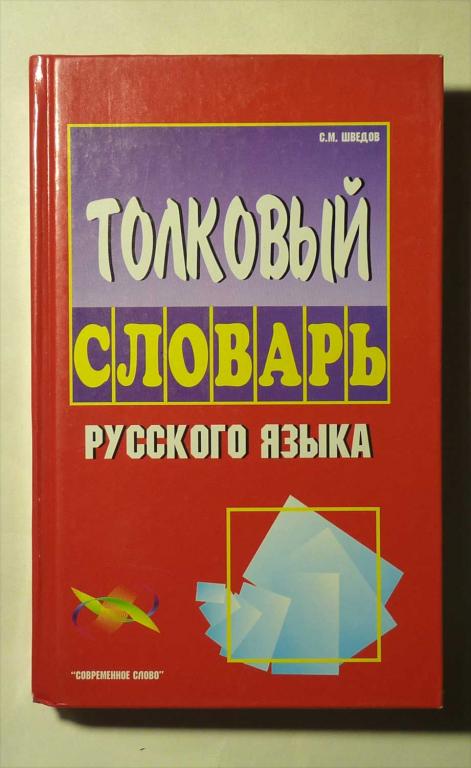 С.М. ШВЕДОВ
ТОЛКОВЫЙ
СЛОВАРЬ
РУССКОГО ЯЗЫКА
"СОВРЕМЕННОЕ СЛОВО"